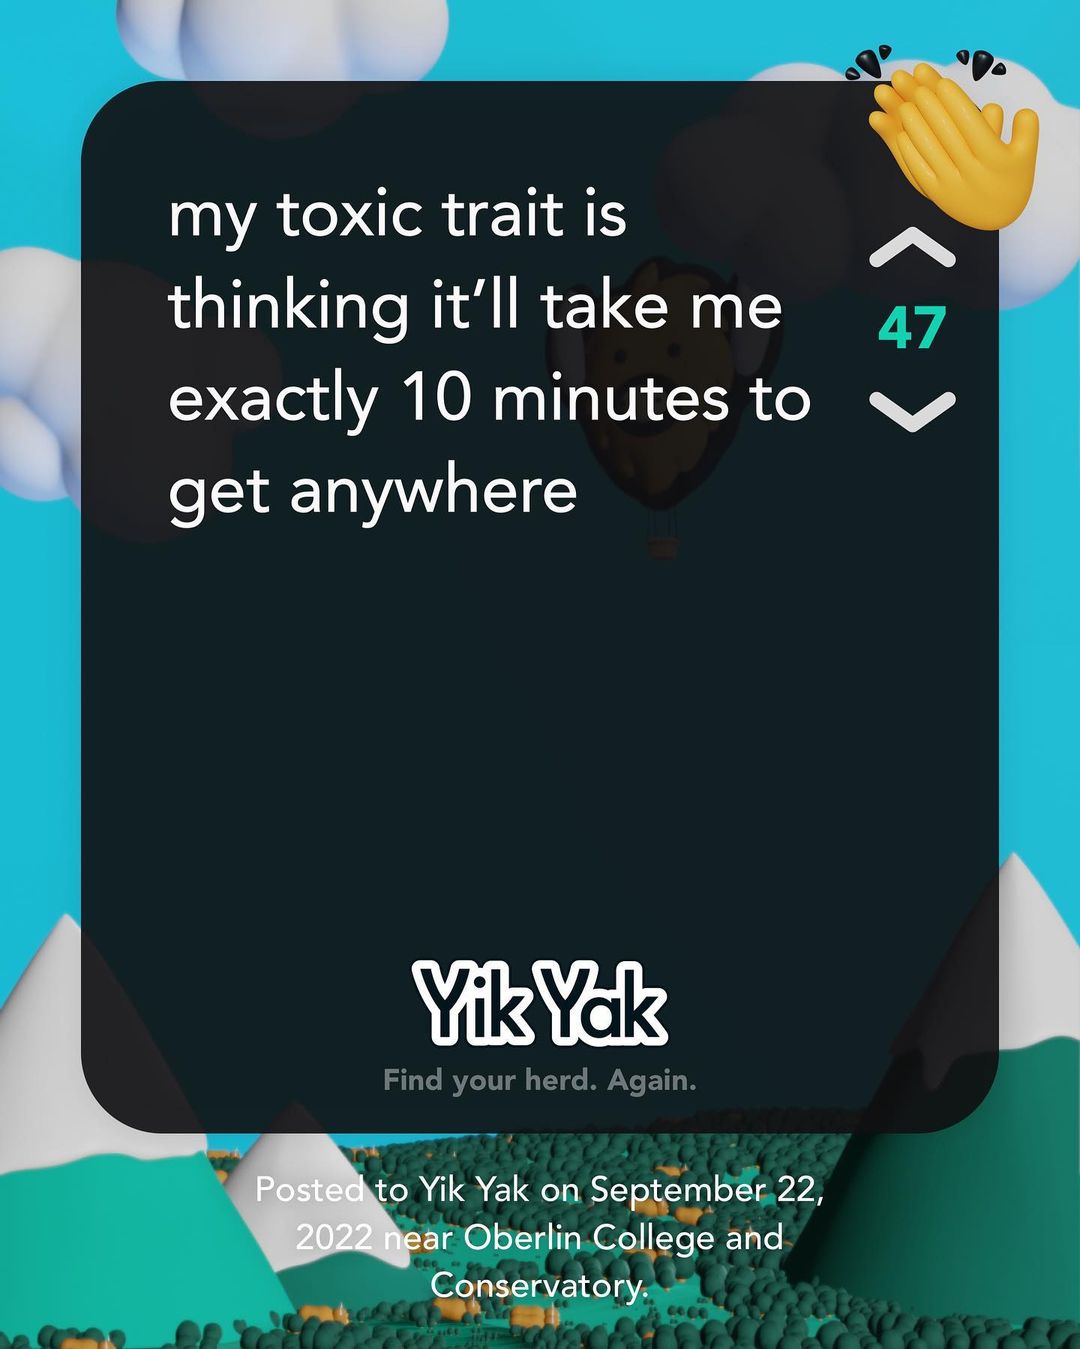 my toxic trait is
thinking it’ll take me
exactly 10 minutes to
get anywhere
47
Yik Yak
Find your herd. Again.
Posted to Yik Yak on September 22,
2022 near Oberlin College and
Conservatory.